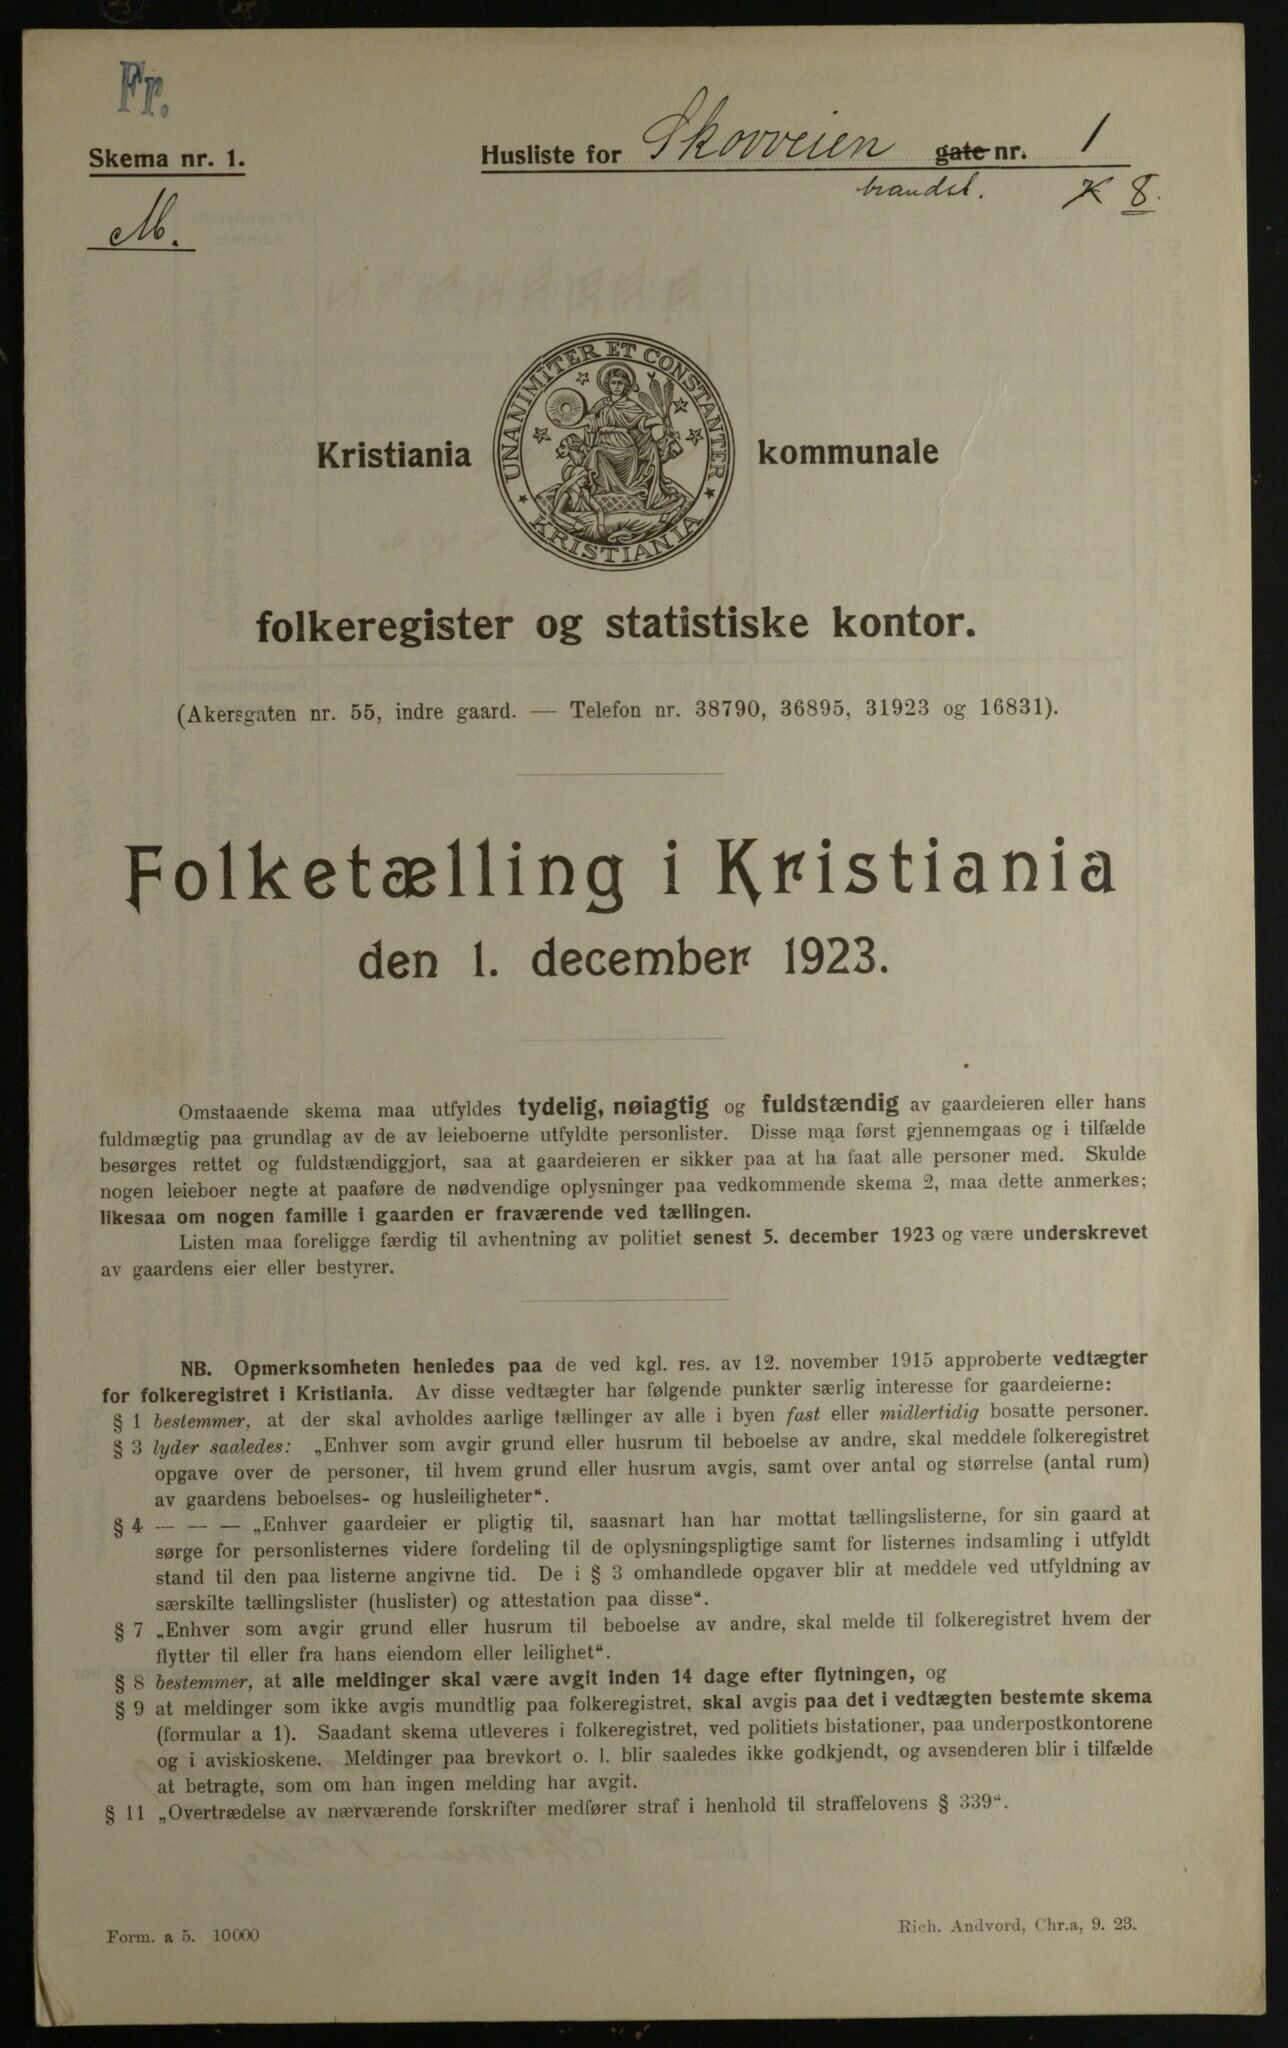 Fr.
Skema nr. 1.
Husliste for Skovveien gate nr. 1
brandst. 8.
M.
UNANIMITER ET CONSTANTER
KRISTIANIA
Kristiania kommunale
folkeregister og statistiske kontor.
(Akersgaten nr. 55, indre gaard. — Telefon nr. 38790, 36895, 31923 og 16831).
Folketælling i Kristiania
den 1. december 1923.
Omstaaende skema maa utfyldes tydelig, nøiagtig og fuldstændig av gaardeieren eller hans
fuldmægtig paa grundlag av de av leieboerne utfyldte personlister. Disse maa først gjennemgaas og i tilfælde
besørges rettet og fuldstændiggjort, saa at gaardeieren er sikker paa at ha faat alle personer med. Skulde
nogen leieboer negte at paaføre de nødvendige oplysninger paa vedkommende skema 2, maa dette anmerkes;
likesaa om nogen familie i gaarden er fraværende ved tællingen.
Listen maa foreligge færdig til avhentning av politiet senest 5. december 1923 og være underskrevet
av gaardens eier eller bestyrer.
NB. Opmerksomheten henledes paa de ved kgl. res. av 12. november 1915 approberte vedtægter
for folkeregistret i Kristiania. Av disse vedtægter har følgende punkter særlig interesse for gaardeierne:
§ 1 bestemmer, at der skal avholdes aarlige tællinger av alle i byen fast eller midlertidig bosatte personer.
§ 3 lyder saaledes: „Enhver som avgir grund eller husrum til beboelse av andre, skal meddele folkeregistret
opgave over de personer, til hvem grund eller husrum avgis, samt over antal og størrelse (antal rum)
av gaardens beboelses- og husleiligheter“.
§ 4 — — — „Enhver gaardeier er pligtig til, saasnart han har mottat tællingslisterne, for sin gaard at
sørge for personlisternes videre fordeling til de oplysningspligtige samt for listernes indsamling i utfyldt
stand til den paa listerne angivne tid. De i § 3 omhandlede opgaver blir at meddele ved utfyldning av
særskilte tællingslister (huslister) og attestation paa disse“.
§ 7 „Enhver som avgir grund eller husrum til beboelse av andre, skal melde til folkeregistret hvem der
flytter til eller fra hans eiendom eller leilighet“.
§ 8 bestemmer, at alle meldinger skal være avgit inden 14 dage efter flytningen, og
§ 9 at meldinger som ikke avgis mundtlig paa folkeregistret, skal avgis paa det i vedtægten bestemte skema
(formular a 1). Saadant skema utleveres i folkeregistret, ved politiets bistationer, paa underpostkontorene
og i aviskioskene. Meldinger paa brevkort o. l. blir saaledes ikke godkjendt, og avsenderen blir i tilfælde
at betragte, som om han ingen melding har avgit.
§ 11 „Overtrædelse av nærværende forskrifter medfører straf i henhold til straffelovens § 339“.
Form. a 5. 10000
Rich. Andvord, Chr.a, 9. 23.